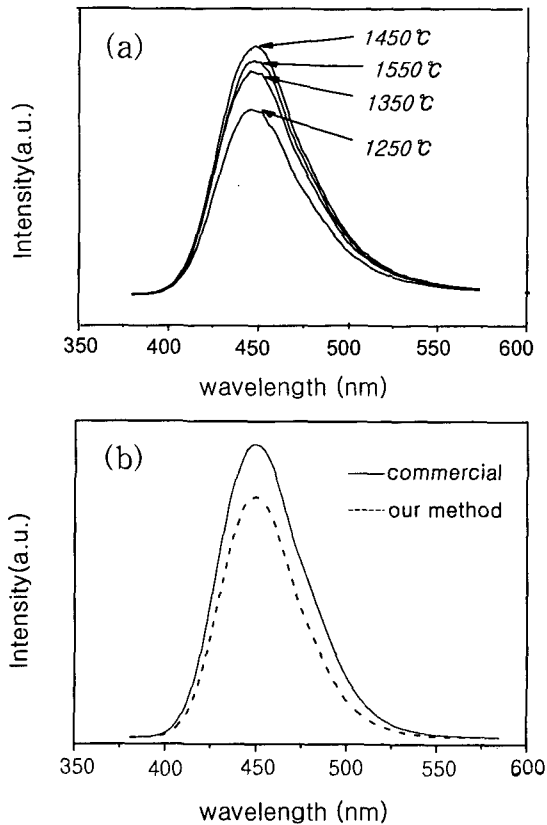 (a)
1450℃
1550℃
1350℃
1250℃
Intensity(a.u.)
350 400 450 500 550 600
wavelength (nm)
(b)
commercial
our method
Intensity(a.u.)
350 400 450 500 550 600
wavelength (nm)